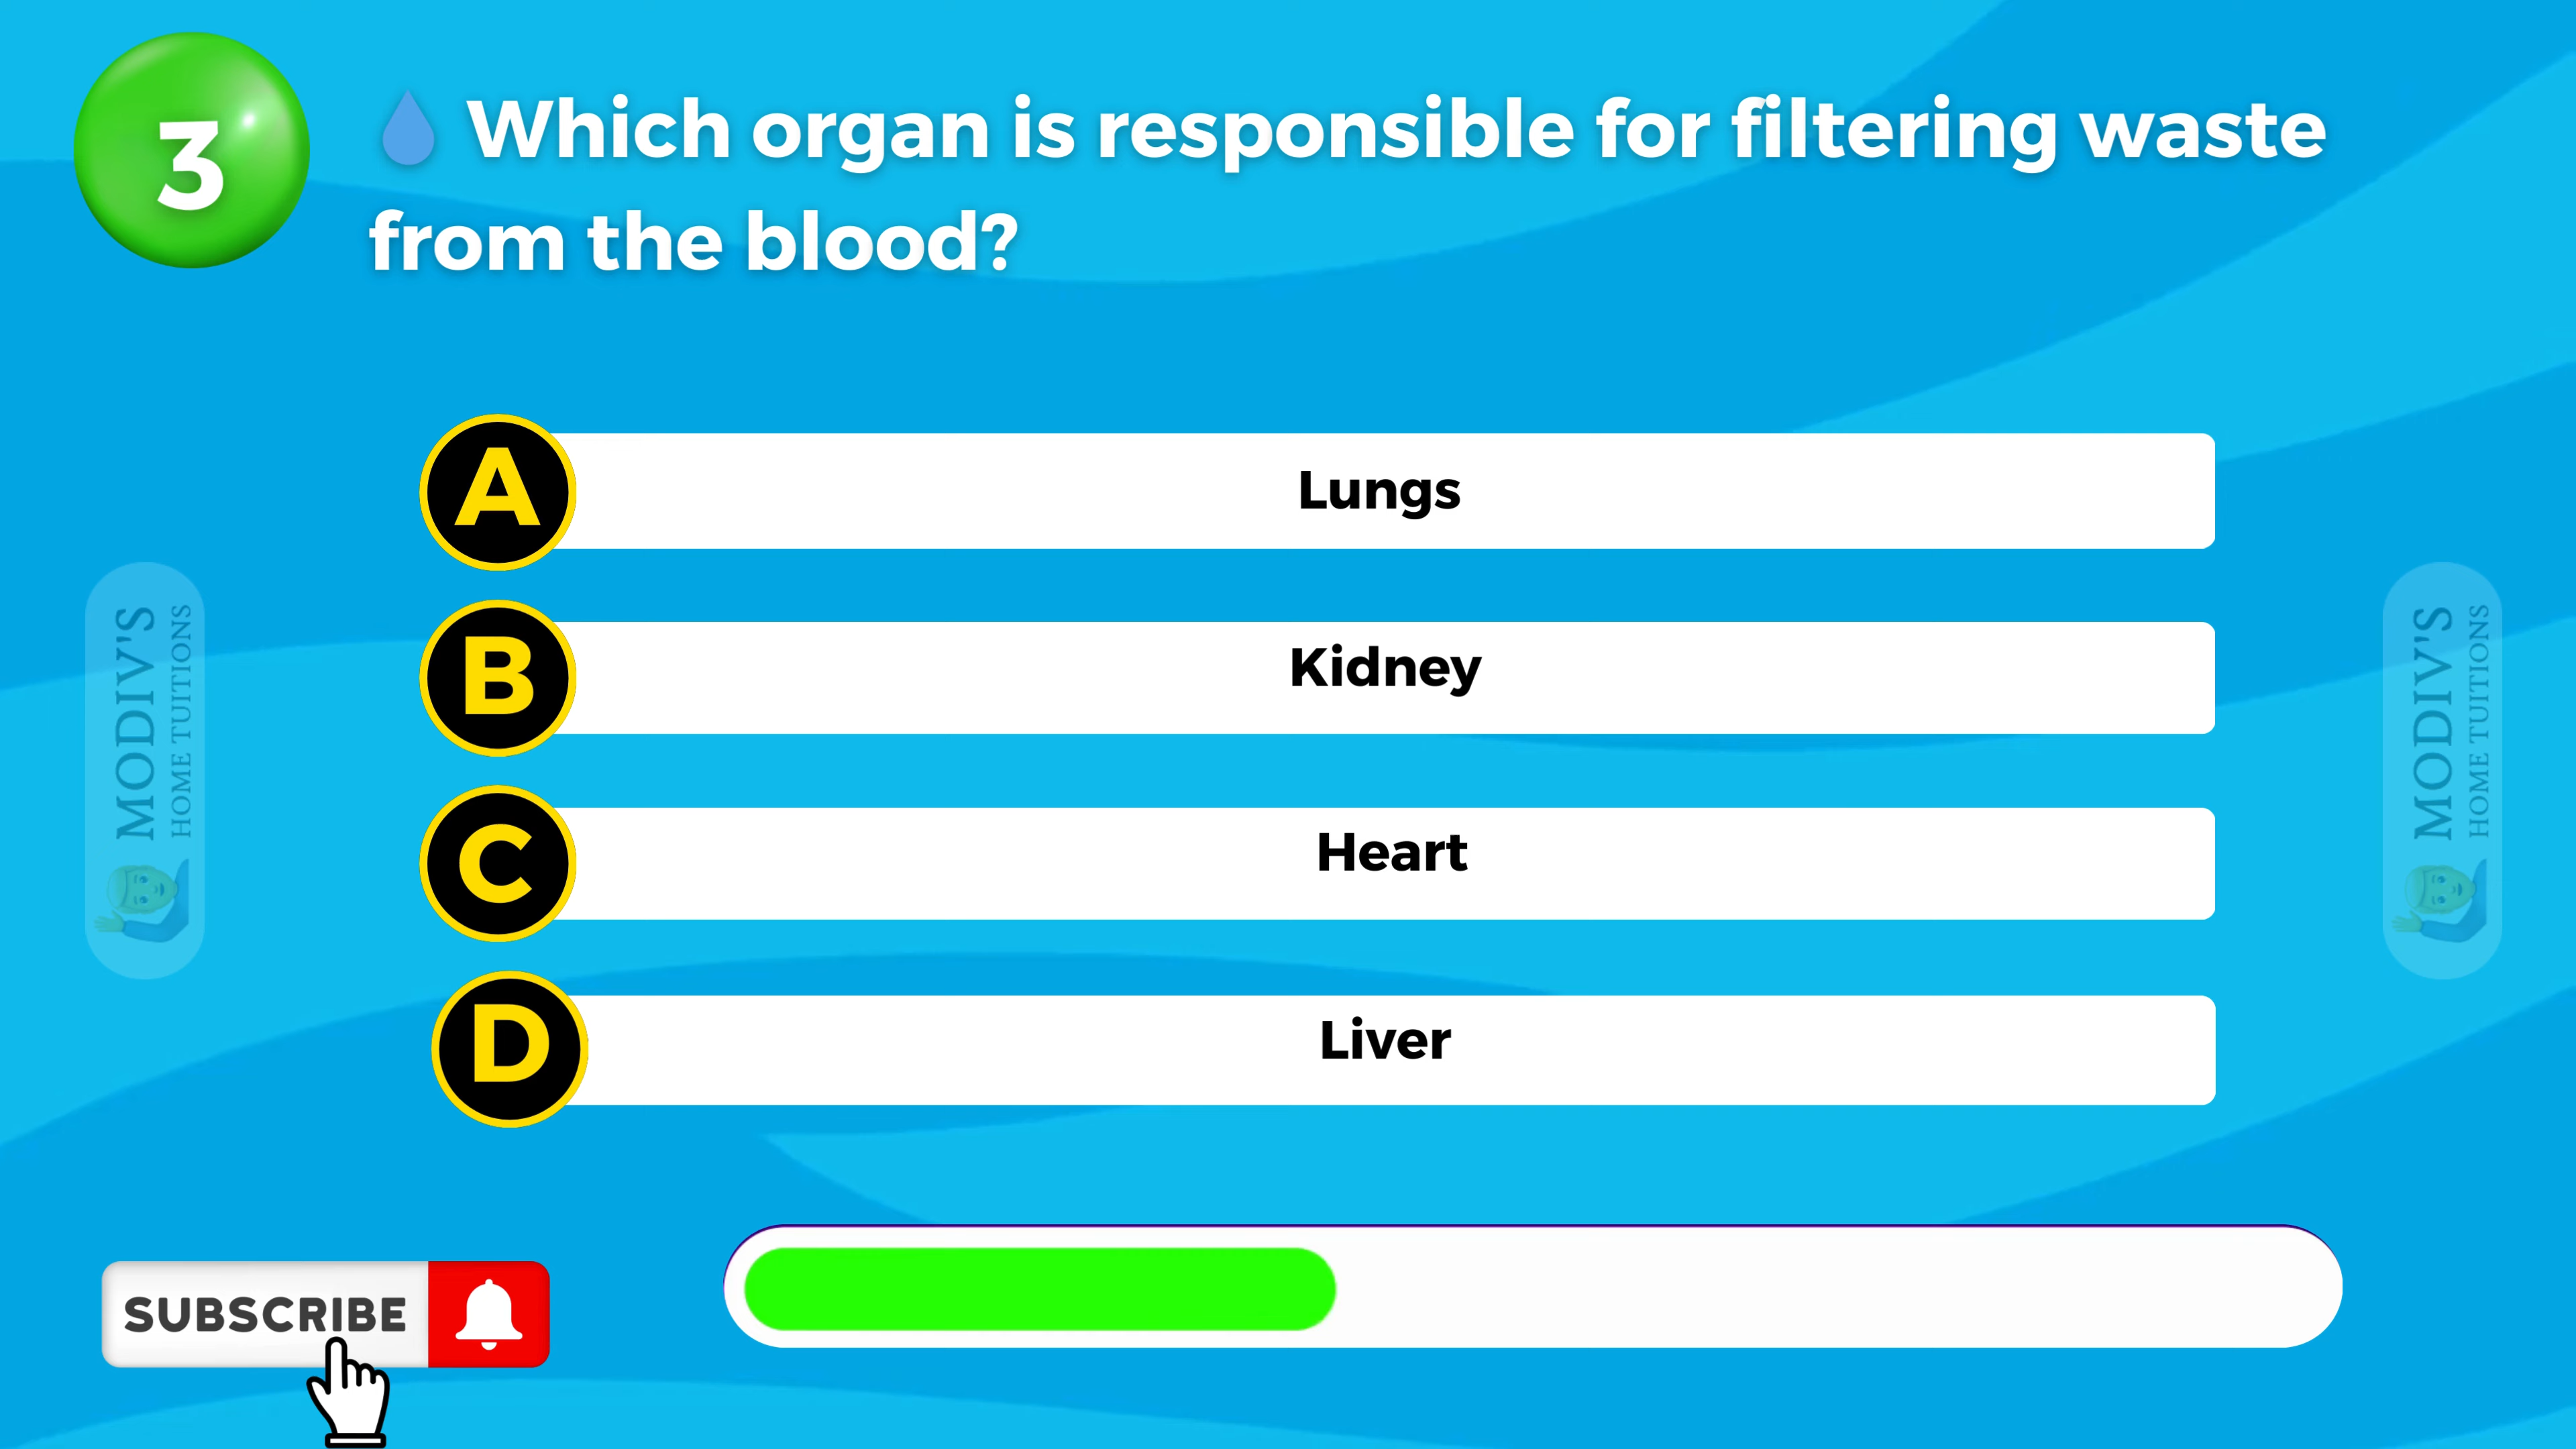 3
Which organ is responsible for filtering waste
from the blood?
A
Lungs
B
Kidney
C
Heart
D
Liver
MODIV'S
HOME TUITIONS
MODIV'S
HOME TUITIONS
SUBSCRIBE